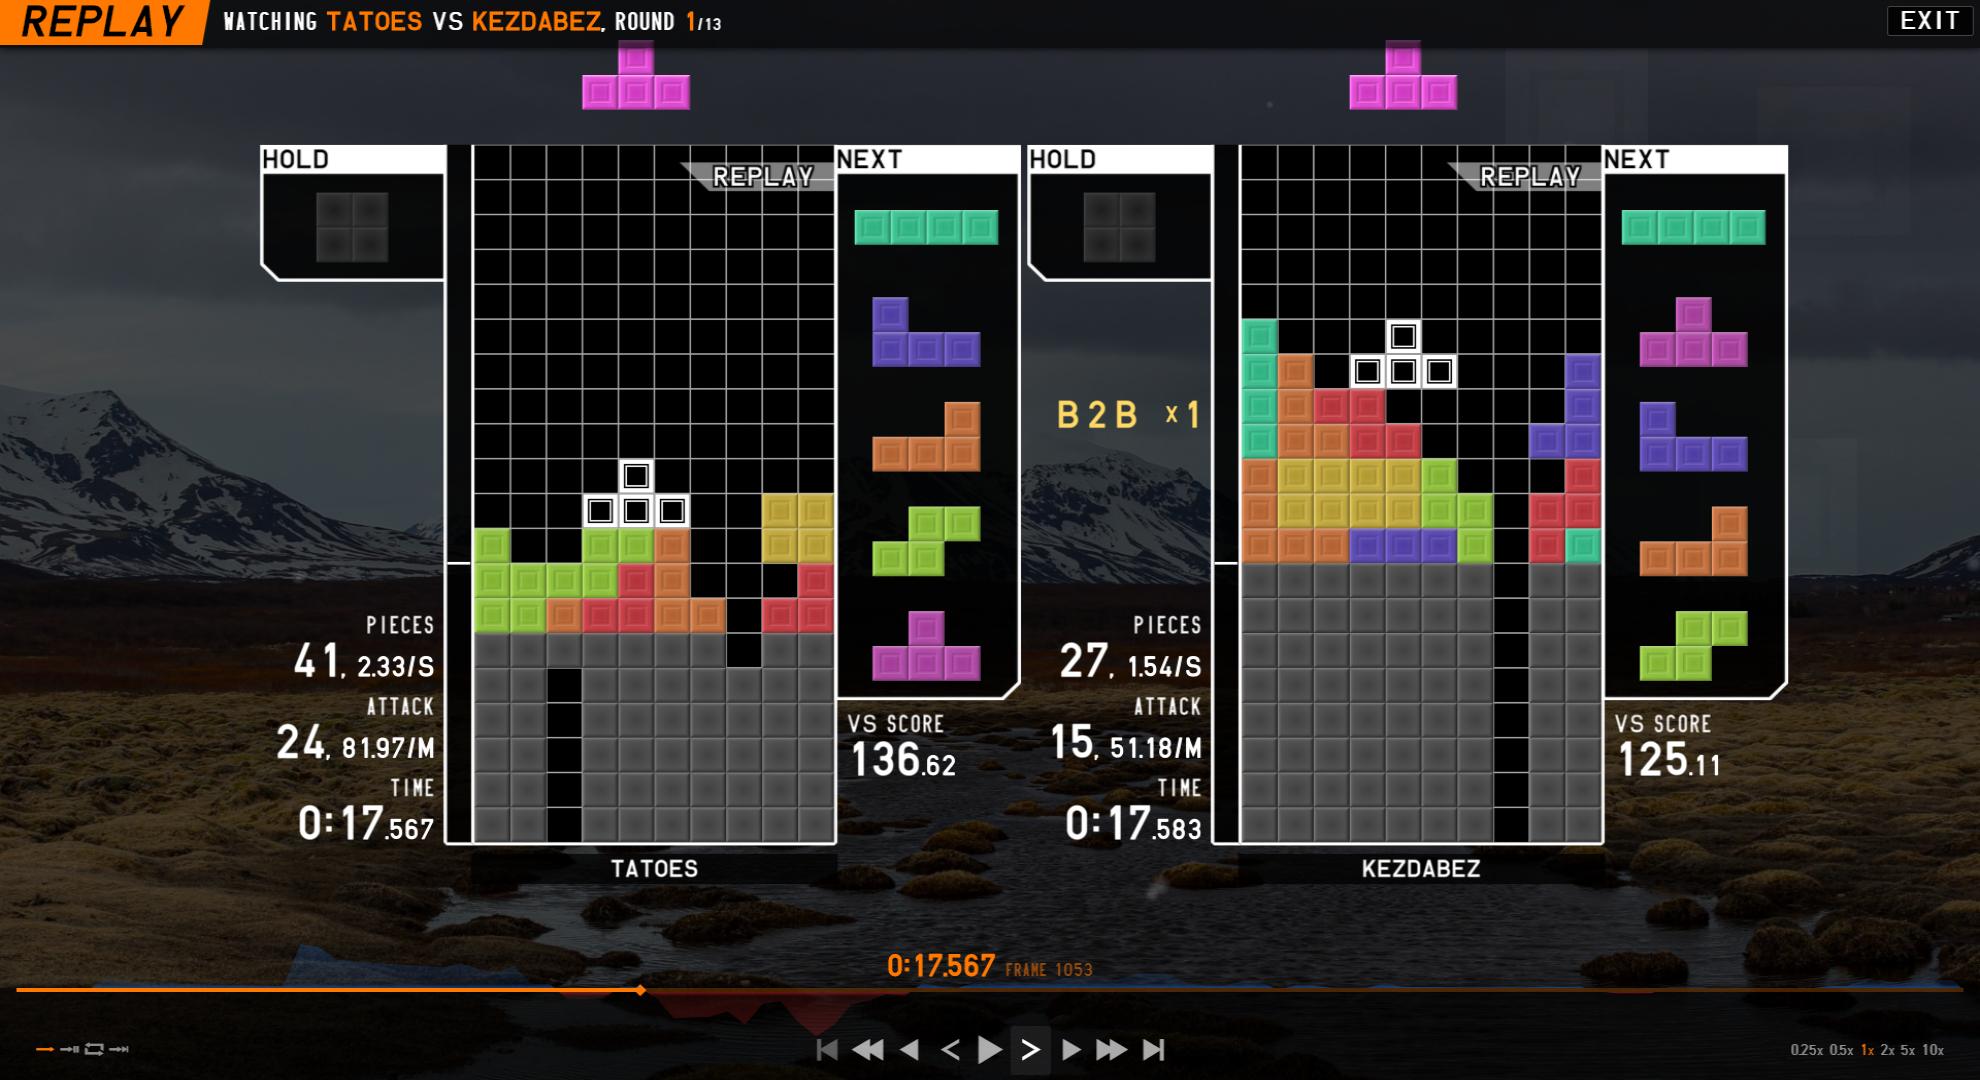 REPLAY WATCHING TATOES VS KEZDABEZ, ROUND 1/13 EXIT
HOLD
REPLAY
NEXT
PIECES
41, 2.33/S
ATTACK
24, 81.97/M
TIME
0:17.567
VS SCORE
136.62
TATOES
HOLD
REPLAY
NEXT
B2B x1
PIECES
27, 1.54/S
ATTACK
15, 51.18/M
TIME
0:17.583
VS SCORE
125.11
KEZDABEZ
0:17.567 FRAME 1053
0.25x 0.5x 1x 2x 5x 10x